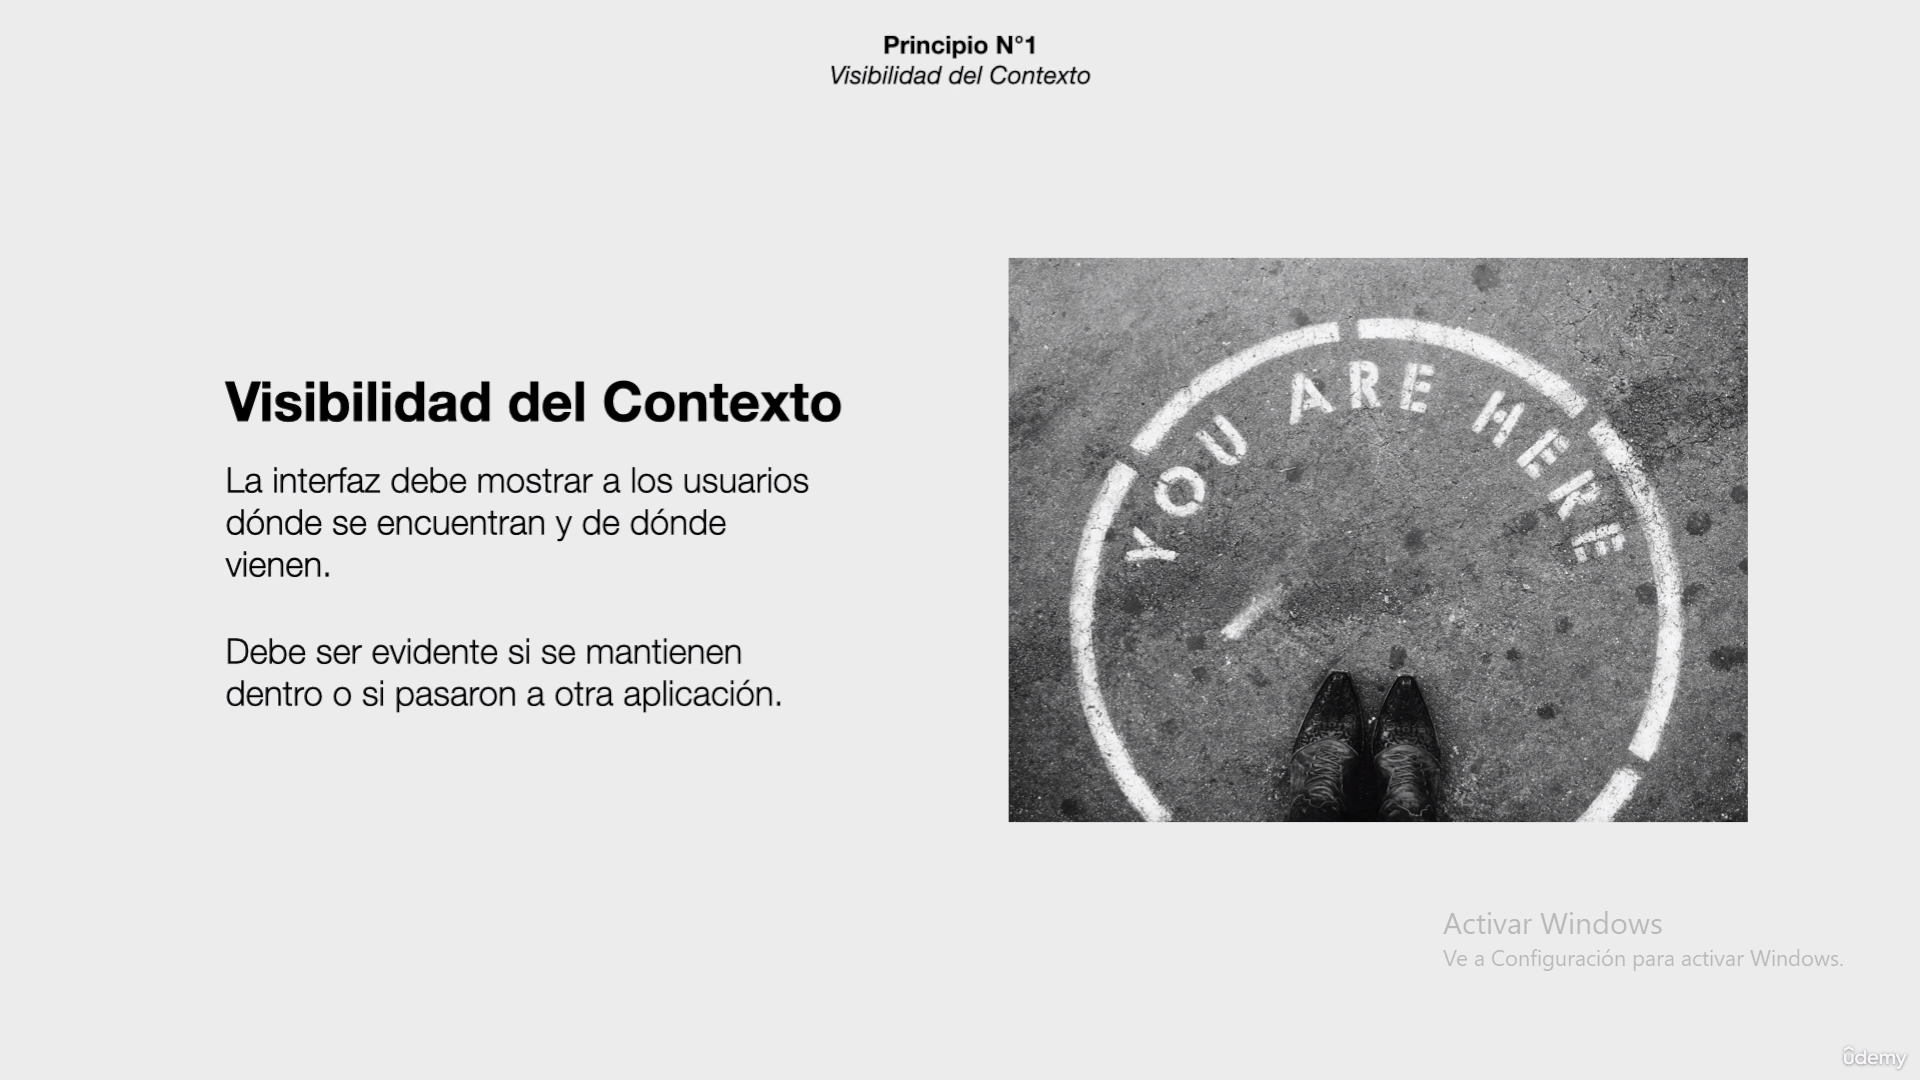 Principio N°1
Visibilidad del Contexto
Visibilidad del Contexto
La interfaz debe mostrar a los usuarios
dónde se encuentran y de dónde
vienen.
Debe ser evidente si se mantienen
dentro o si pasaron a otra aplicación.
YOU ARE HERE
Activar Windows
Ve a Configuración para activar Windows.
ûdemy